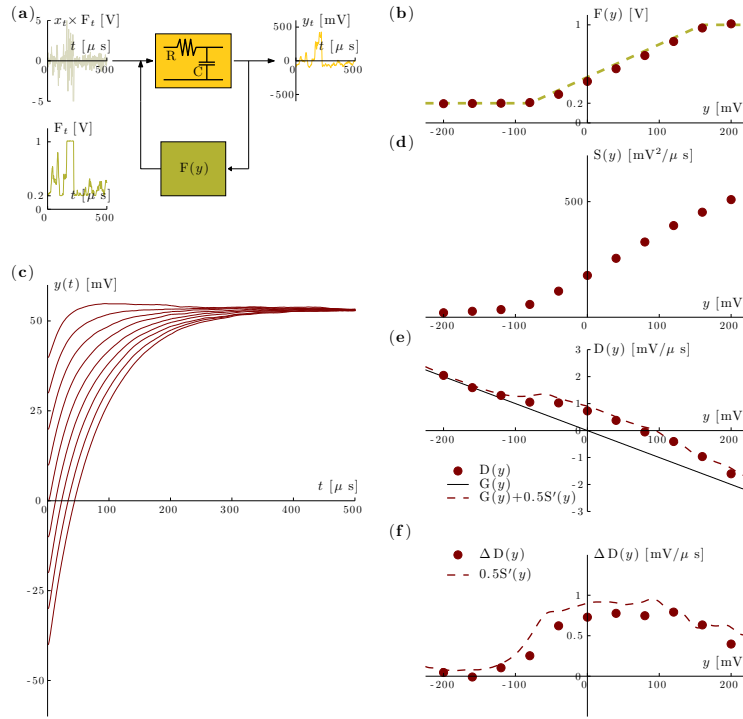 (a)
x_t × F_t [V]
5
t [μ s]
0
500
-5
F_t [V]
1
t [μ s]
0.2
0
0
500
R
C
F(y)
y_t [mV]
500
t [μ s]
0
500
-500
(b)
F(y) [V]
1
0.2
y [mV
-200
-100
0
100
200
(d)
S(y) [mV²/μ s]
500
y [mV
-200
-100
0
100
200
(c)
y(t) [mV]
50
25
t [μ s]
0
100
200
300
400
500
-25
-50
(e)
D(y) [mV/μ s]
3
2
1
y [mV
-200
-100
0
100
200
-1
-2
-3
D(y)
G(y)
G(y)+0.5S′(y)
(f)
Δ D(y)
0.5S′(y)
Δ D(y) [mV/μ s]
1
0.5
y [mV
-200
-100
0
100
200